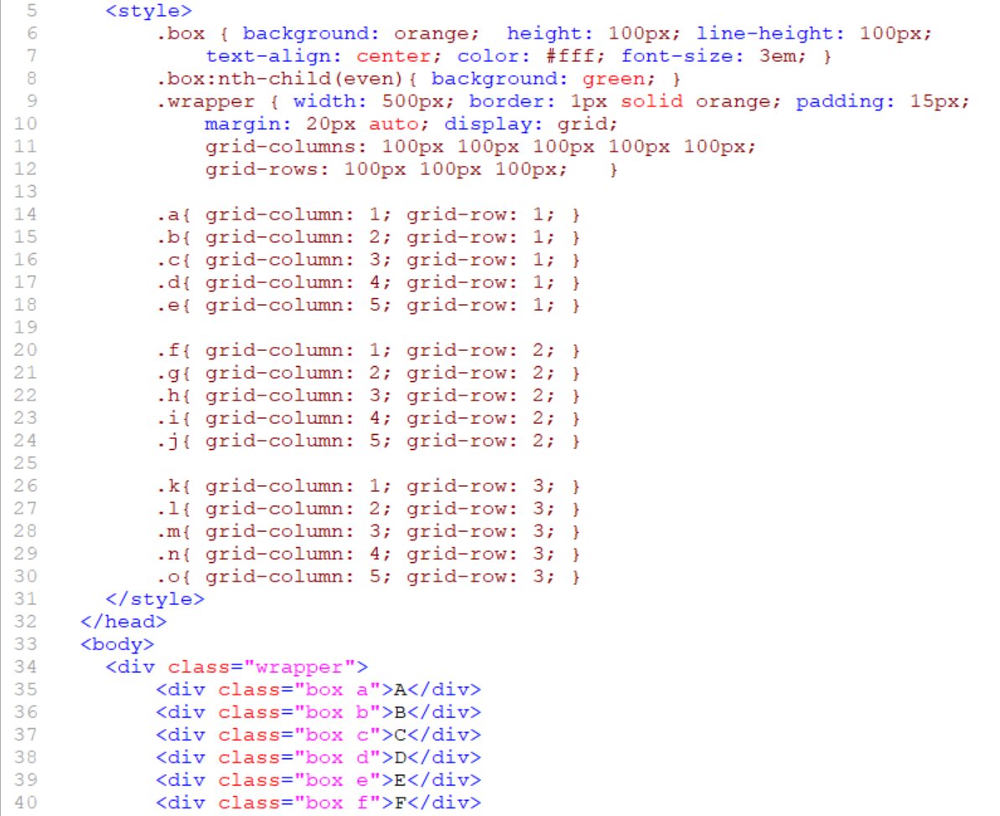 5 <style>
6 .box { background: orange;  height: 100px; line-height: 100px;
7 text-align: center; color: #fff; font-size: 3em; }
8 .box:nth-child(even){ background: green; }
9 .wrapper { width: 500px; border: 1px solid orange; padding: 15px;
10 margin: 20px auto; display: grid;
11 grid-columns: 100px 100px 100px 100px 100px;
12 grid-rows: 100px 100px 100px;   }
13
14 .a{ grid-column: 1; grid-row: 1; }
15 .b{ grid-column: 2; grid-row: 1; }
16 .c{ grid-column: 3; grid-row: 1; }
17 .d{ grid-column: 4; grid-row: 1; }
18 .e{ grid-column: 5; grid-row: 1; }
19
20 .f{ grid-column: 1; grid-row: 2; }
21 .g{ grid-column: 2; grid-row: 2; }
22 .h{ grid-column: 3; grid-row: 2; }
23 .i{ grid-column: 4; grid-row: 2; }
24 .j{ grid-column: 5; grid-row: 2; }
25
26 .k{ grid-column: 1; grid-row: 3; }
27 .l{ grid-column: 2; grid-row: 3; }
28 .m{ grid-column: 3; grid-row: 3; }
29 .n{ grid-column: 4; grid-row: 3; }
30 .o{ grid-column: 5; grid-row: 3; }
31 </style>
32 </head>
33 <body>
34 <div class="wrapper">
35 <div class="box a">A</div>
36 <div class="box b">B</div>
37 <div class="box c">C</div>
38 <div class="box d">D</div>
39 <div class="box e">E</div>
40 <div class="box f">F</div>